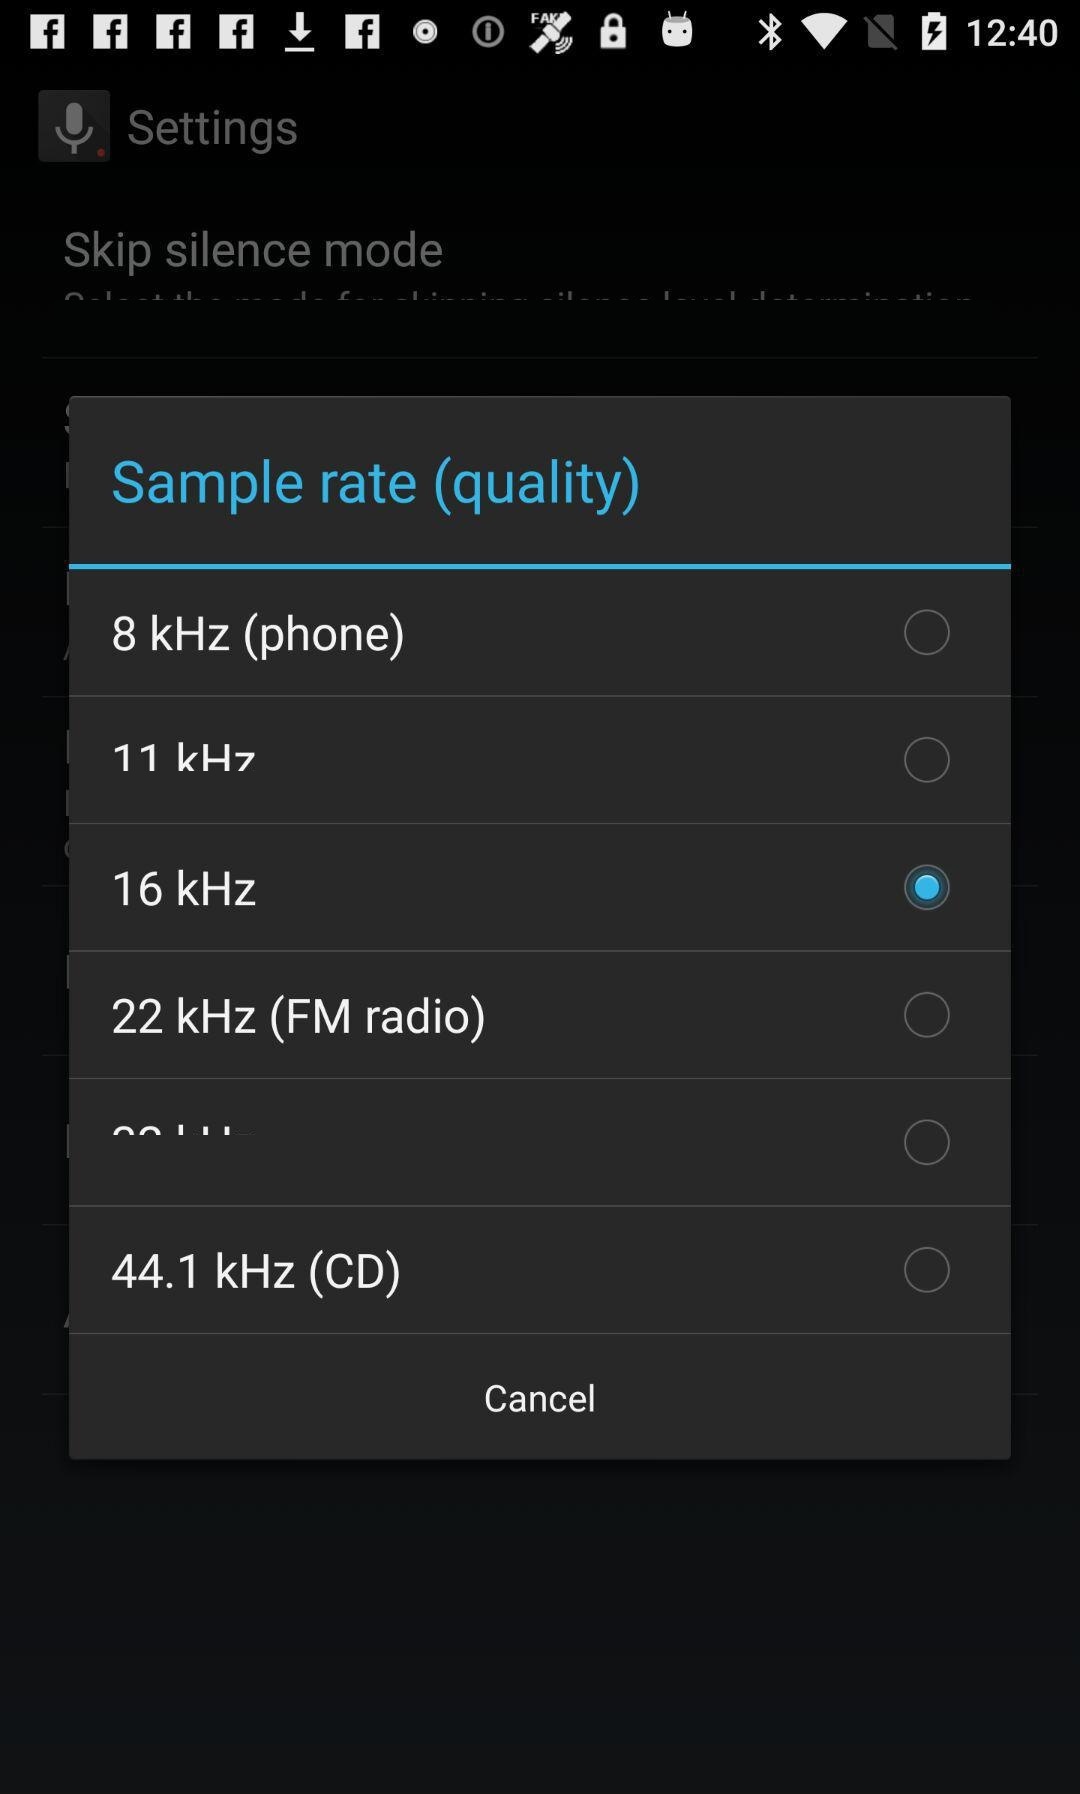 FAKE
12:40
Settings
Skip silence mode
Select the mode for skipping silence level determination
Sample rate (quality)
8 kHz (phone)
11 kHz
16 kHz
22 kHz (FM radio)
44.1 kHz (CD)
Cancel